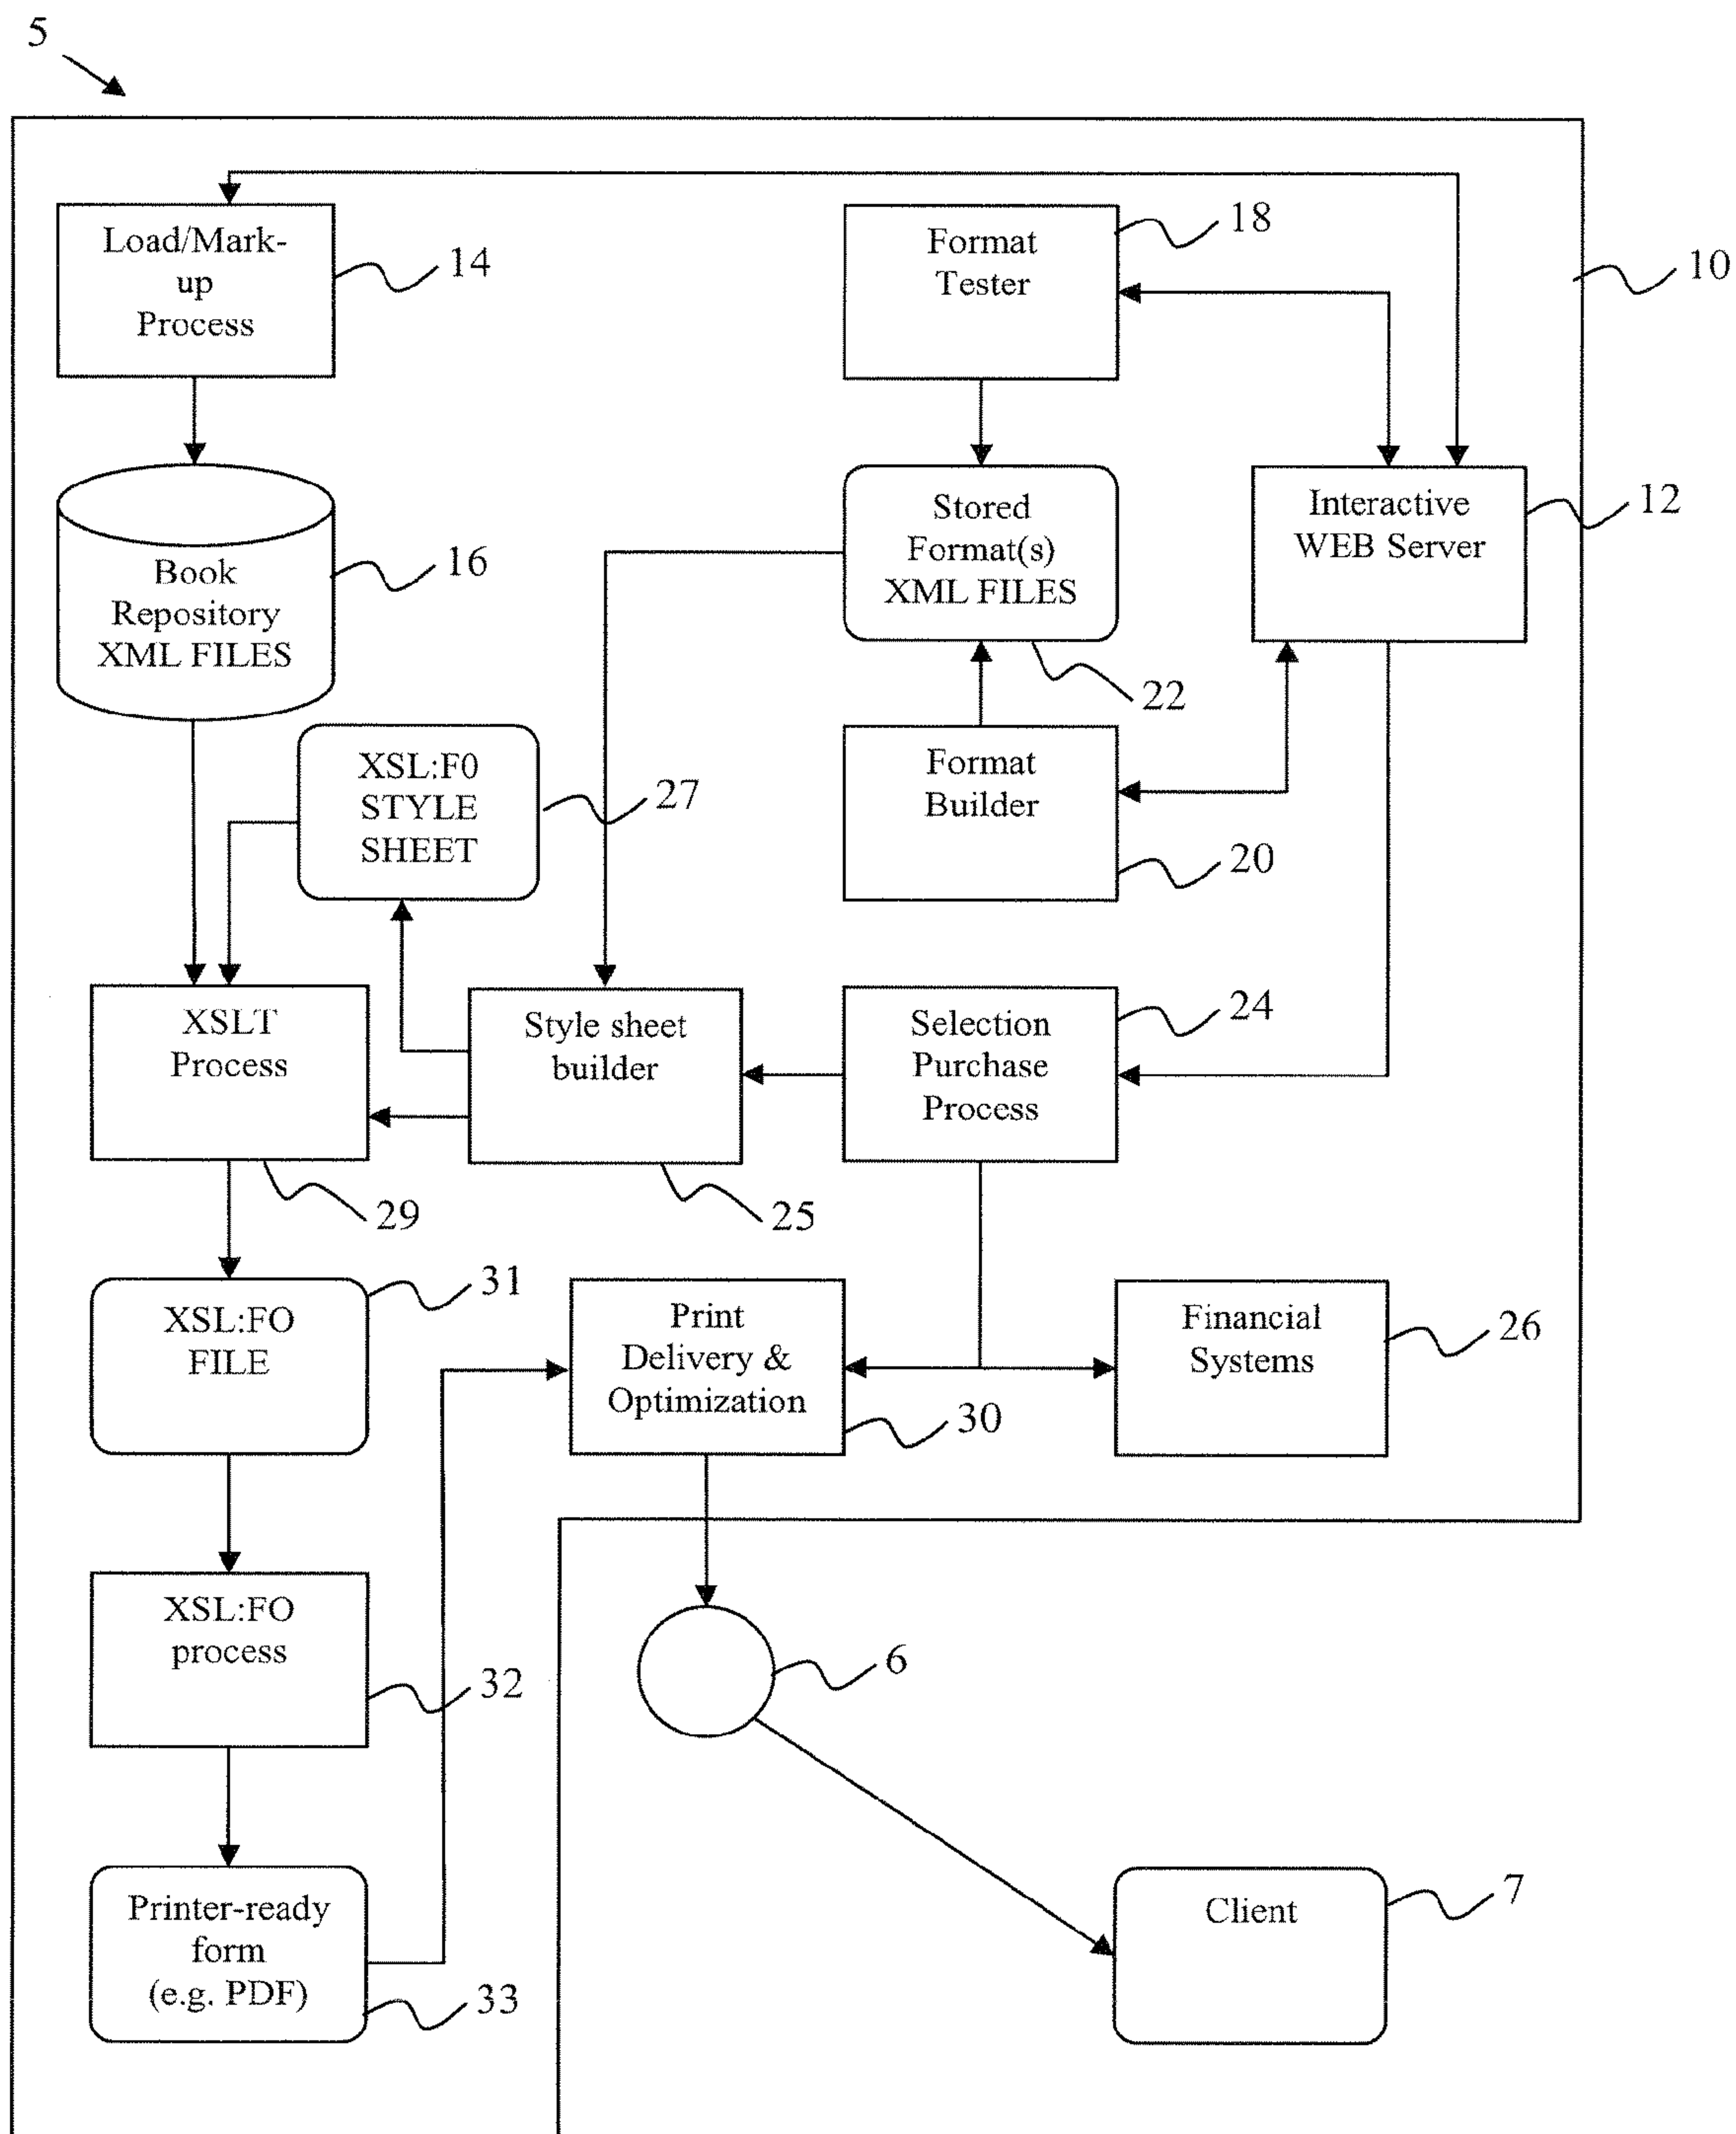 5
Load/Mark-
up
Process
14
Format
Tester
18
10
Book
Repository
XML FILES
16
Stored
Format(s)
XML FILES
22
Interactive
WEB Server
12
XSL:F0
STYLE
SHEET
27
Format
Builder
20
XSLT
Process
29
Style sheet
builder
25
Selection
Purchase
Process
24
XSL:FO
FILE
31
Print
Delivery &
Optimization
30
Financial
Systems
26
XSL:FO
process
32
6
Printer-ready
form
(e.g. PDF)
33
Client
7